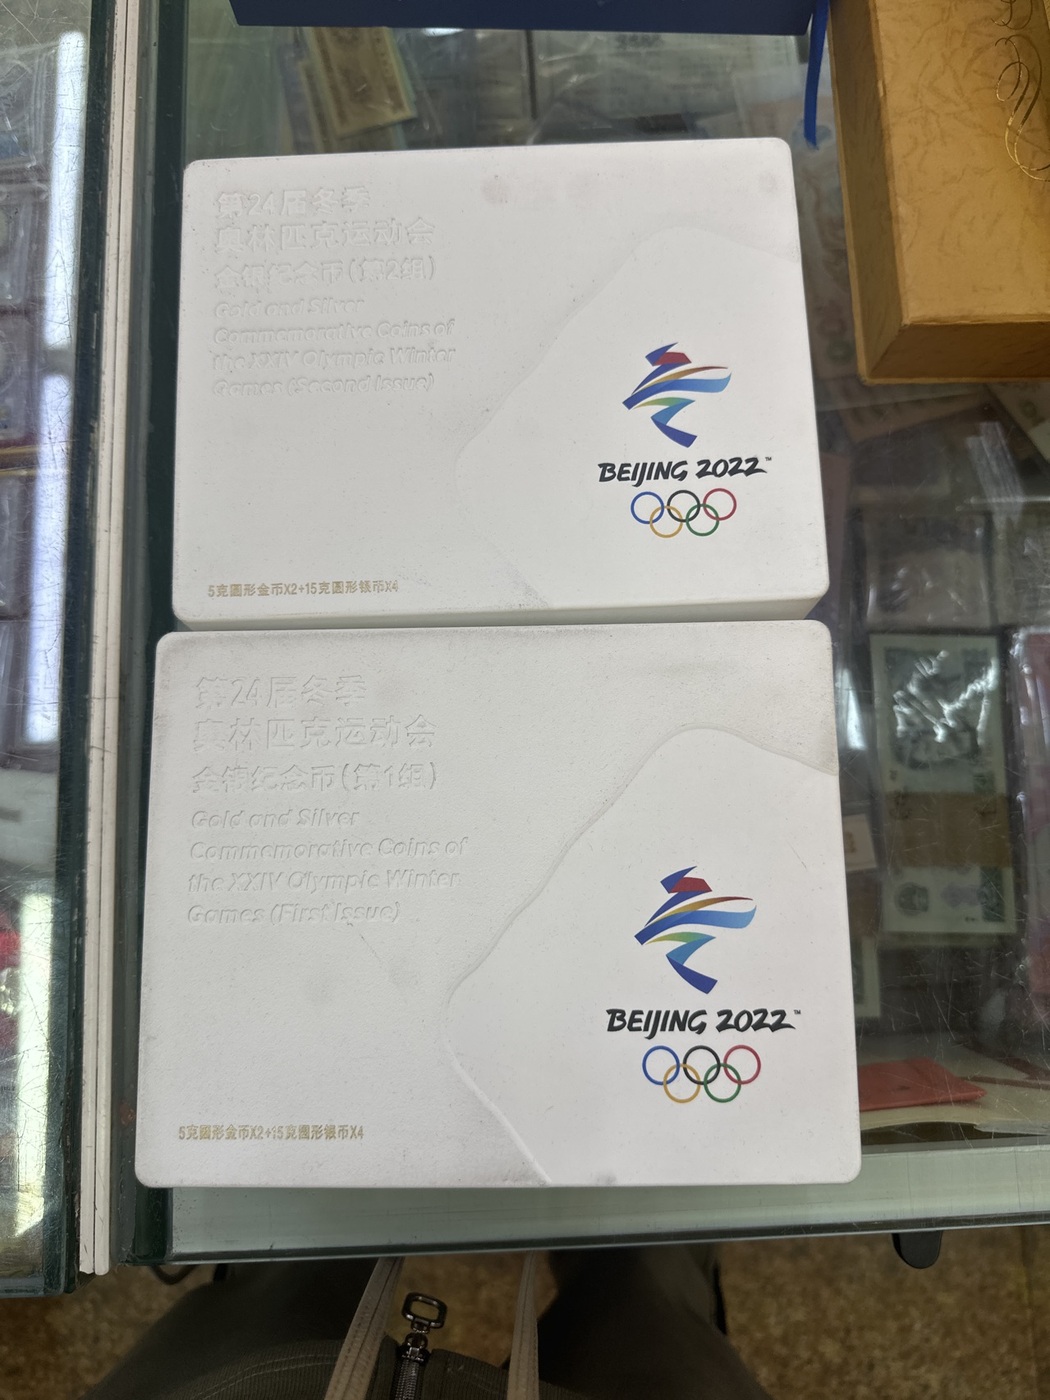 第24届冬季
奥林匹克运动会
金银纪念币(第2组)
Gold and Silver
Commemorative Coins of
the XXIV Olympic Winter
Games (Second Issue)
BEIJING 2022™
5克圆形金币X2+15克圆形银币X4
第24届冬季
奥林匹克运动会
金银纪念币(第1组)
Gold and Silver
Commemorative Coins of
the XXIV Olympic Winter
Games (First Issue)
BEIJING 2022™
5克圆形金币X2+15克圆形银币X4